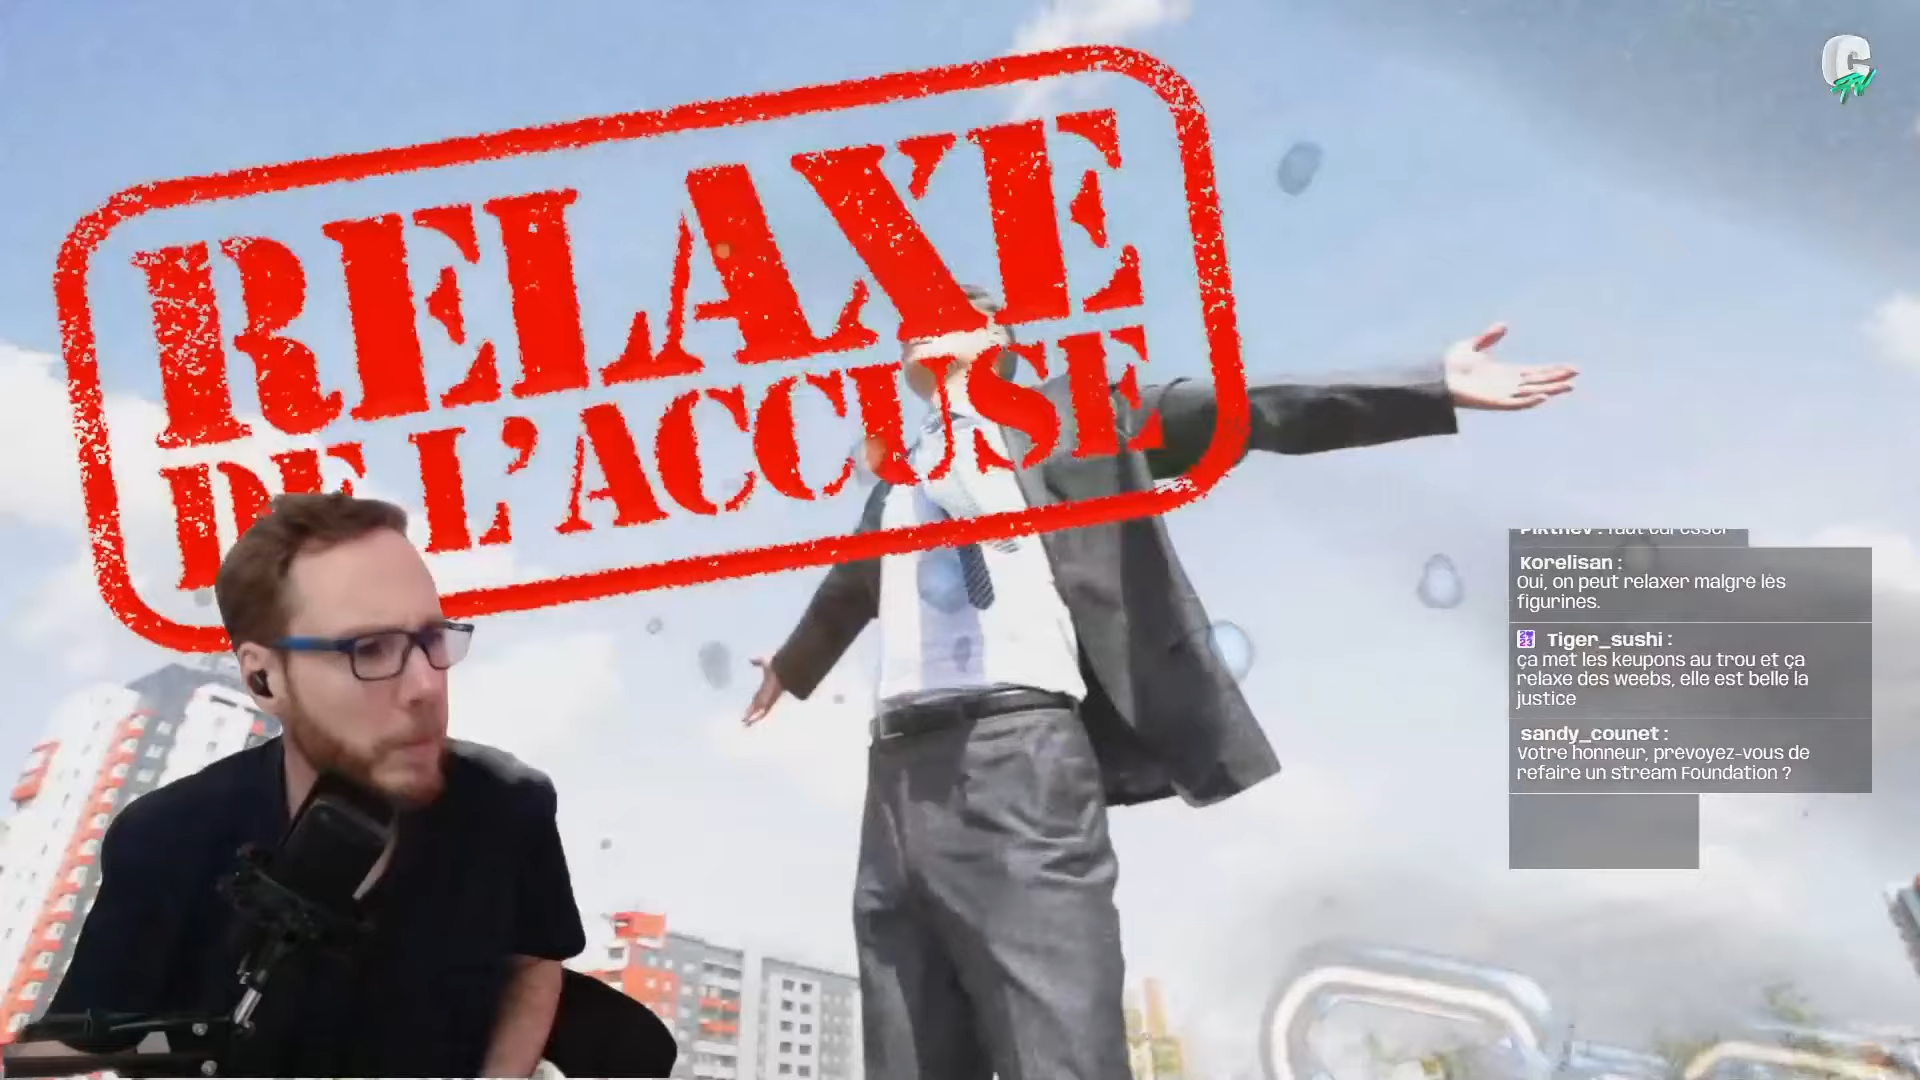 RELAXE
DE L'ACCUSE
Korelisan :
Oui, on peut relaxer malgré les
figurines.
Tiger_sushi :
ça met les keupons au trou et ça
relaxe des weebs, elle est belle la
justice
sandy_counet :
Votre honneur, prévoyez-vous de
refaire un stream Foundation ?